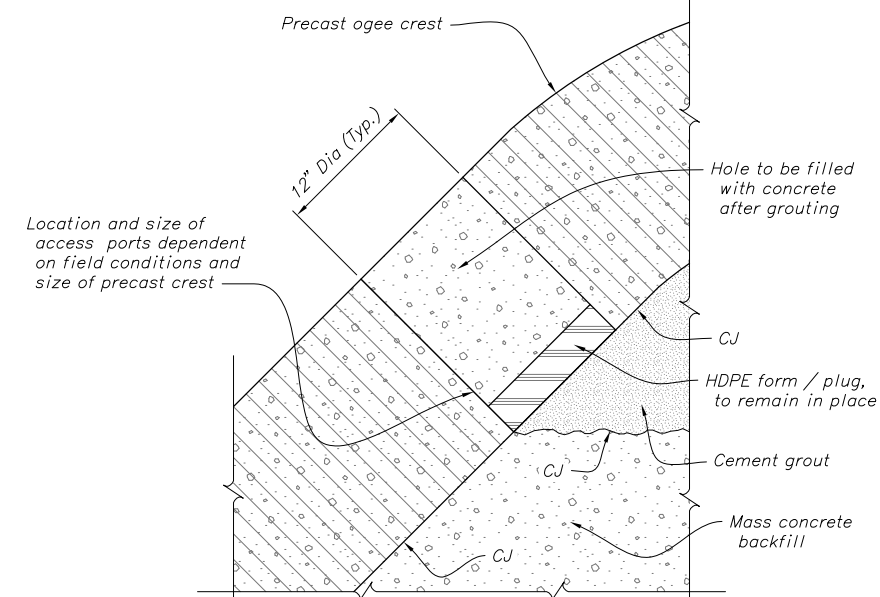 Precast ogee crest
12" Dia (Typ.)
Hole to be filled
with concrete
after grouting
Location and size of
access ports dependent
on field conditions and
size of precast crest
CJ
HDPE form / plug,
to remain in place
CJ
Cement grout
Mass concrete
backfill
CJ